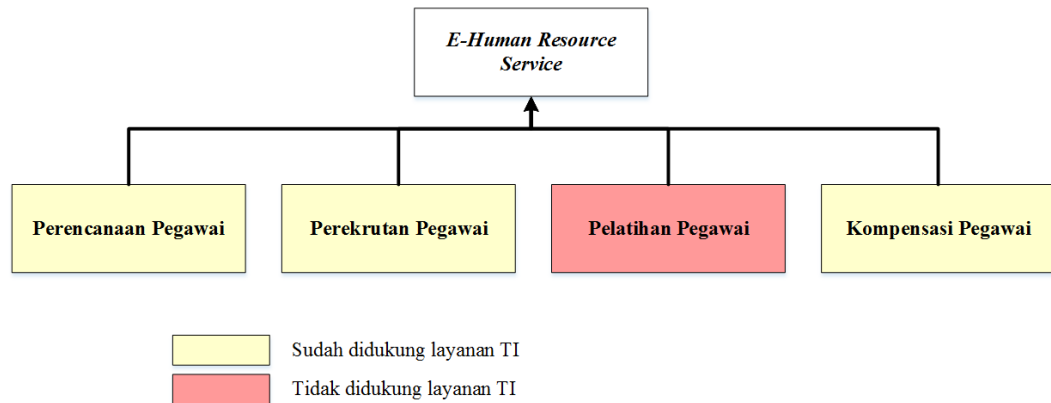 E-Human Resource
Service
Perencanaan Pegawai
Perekrutan Pegawai
Pelatihan Pegawai
Kompensasi Pegawai
Sudah didukung layanan TI
Tidak didukung layanan TI